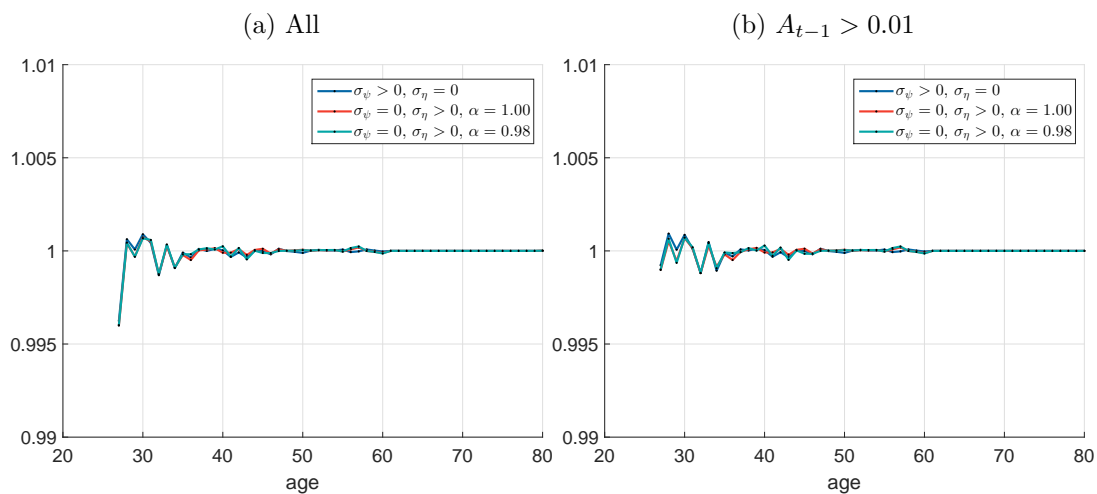 (a) All
1.01
1.005
1
0.995
0.99
20 30 40 50 60 70 80
age
σ_ψ > 0, σ_η = 0
σ_ψ = 0, σ_η > 0, α = 1.00
σ_ψ = 0, σ_η > 0, α = 0.98
(b) A_{t−1} > 0.01
1.01
1.005
1
0.995
0.99
20 30 40 50 60 70 80
age
σ_ψ > 0, σ_η = 0
σ_ψ = 0, σ_η > 0, α = 1.00
σ_ψ = 0, σ_η > 0, α = 0.98